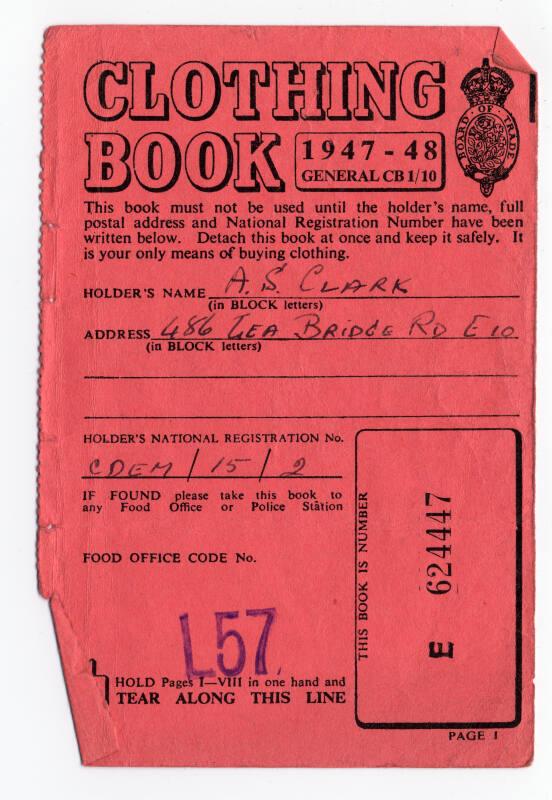 CLOTHING
BOOK
1947 - 48
GENERAL CB 1/10
BOARD · OF · TRADE
This book must not be used until the holder's name, full
postal address and National Registration Number have been
written below. Detach this book at once and keep it safely. It
is your only means of buying clothing.
HOLDER'S NAME A. S. CLARK
(in BLOCK letters)
ADDRESS 486 LEA BRIDGE RD E 10
(in BLOCK letters)
HOLDER'S NATIONAL REGISTRATION No.
CDEM / 15 / 2
IF FOUND please take this book to
any Food Office or Police Station
FOOD OFFICE CODE No.
L57
HOLD Pages I—VIII in one hand and
TEAR ALONG THIS LINE
THIS BOOK IS NUMBER
E 624447
PAGE I